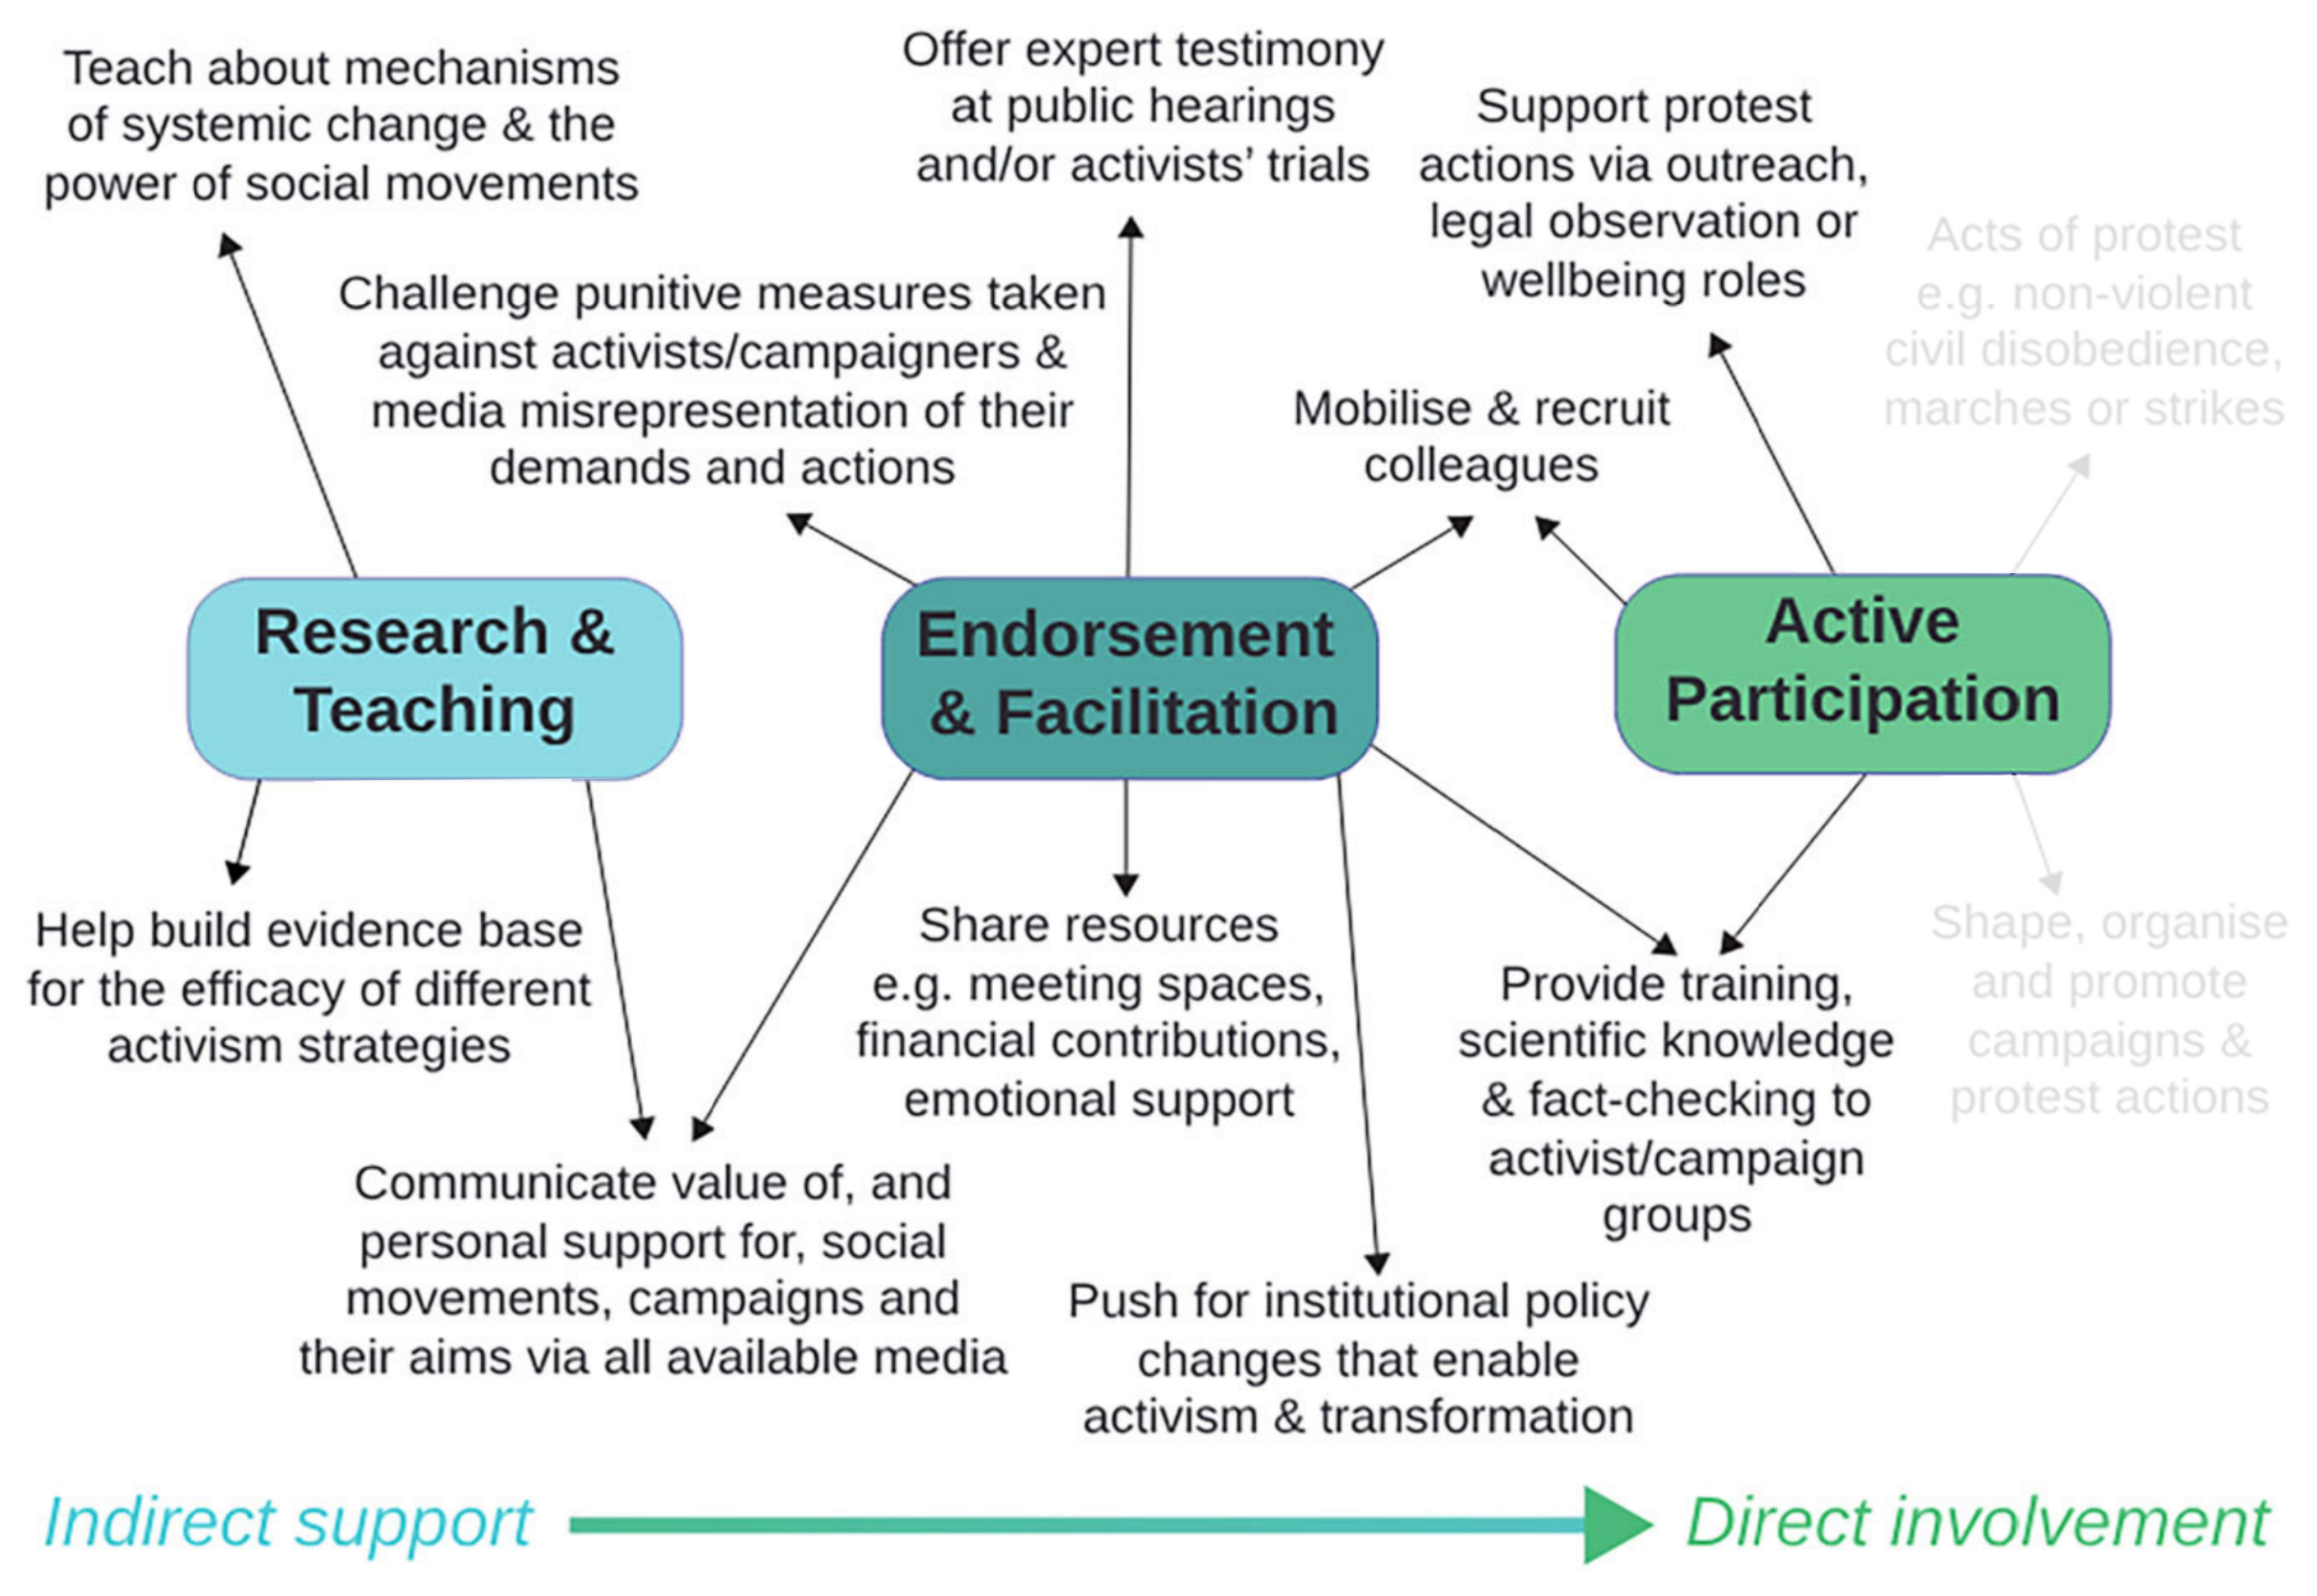 Teach about mechanisms
of systemic change & the
power of social movements
Offer expert testimony
at public hearings
and/or activists’ trials
Support protest
actions via outreach,
legal observation or
wellbeing roles
Acts of protest
e.g. non-violent
civil disobedience,
marches or strikes
Challenge punitive measures taken
against activists/campaigners &
media misrepresentation of their
demands and actions
Mobilise & recruit
colleagues
Research &
Teaching
Endorsement
& Facilitation
Active
Participation
Help build evidence base
for the efficacy of different
activism strategies
Share resources
e.g. meeting spaces,
financial contributions,
emotional support
Provide training,
scientific knowledge
& fact-checking to
activist/campaign
groups
Shape, organise
and promote
campaigns &
protest actions
Communicate value of, and
personal support for, social
movements, campaigns and
their aims via all available media
Push for institutional policy
changes that enable
activism & transformation
Indirect support
Direct involvement